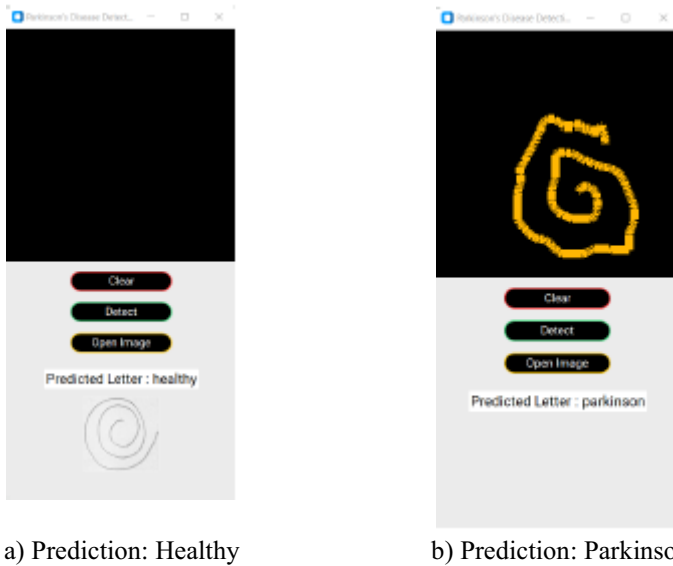 Parkinson's Disease Detect...
Clear
Detect
Open Image
Predicted Letter : healthy
a) Prediction: Healthy
Parkinson's Disease Detecti...
Clear
Detect
Open Image
Predicted Letter : parkinson
b) Prediction: Parkinso